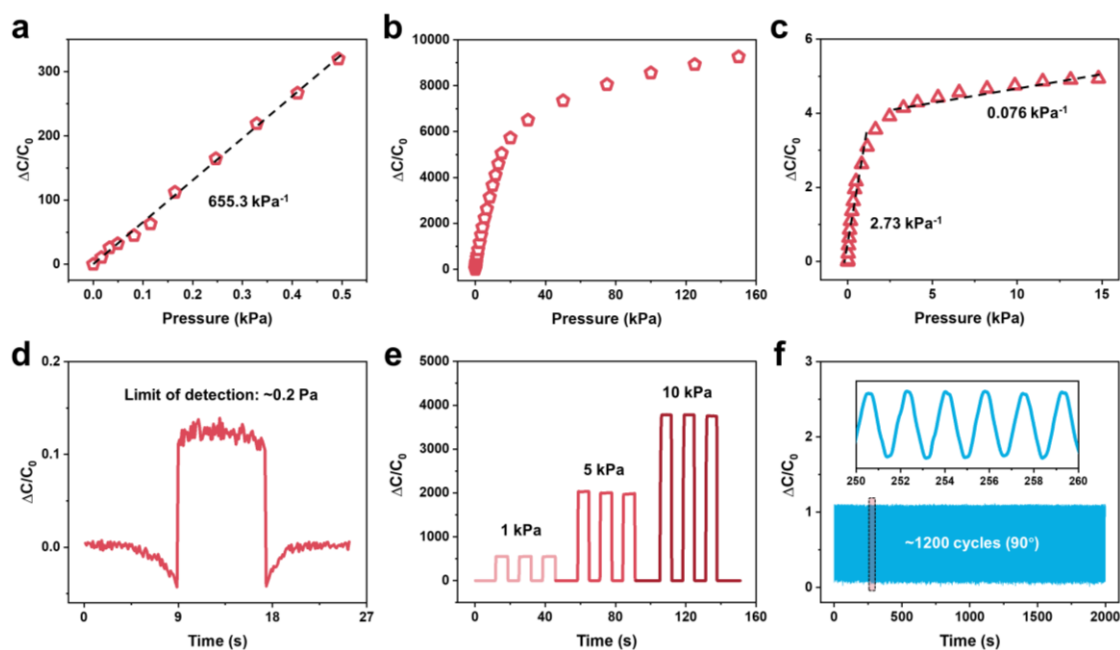 a
300
200
100
0
ΔC/C₀
655.3 kPa⁻¹
0.0 0.1 0.2 0.3 0.4 0.5
Pressure (kPa)
b
10000
8000
6000
4000
2000
0
ΔC/C₀
0 40 80 120 160
Pressure (kPa)
c
6
4
2
0
ΔC/C₀
0.076 kPa⁻¹
2.73 kPa⁻¹
0 5 10 15
Pressure (kPa)
d
0.2
0.1
0.0
ΔC/C₀
Limit of detection: ~0.2 Pa
0 9 18 27
Time (s)
e
5000
4000
3000
2000
1000
0
ΔC/C₀
10 kPa
5 kPa
1 kPa
0 40 80 120 160
Time (s)
f
3
2
1
0
ΔC/C₀
250 252 254 256 258 260
~1200 cycles (90°)
0 500 1000 1500 2000
Time (s)